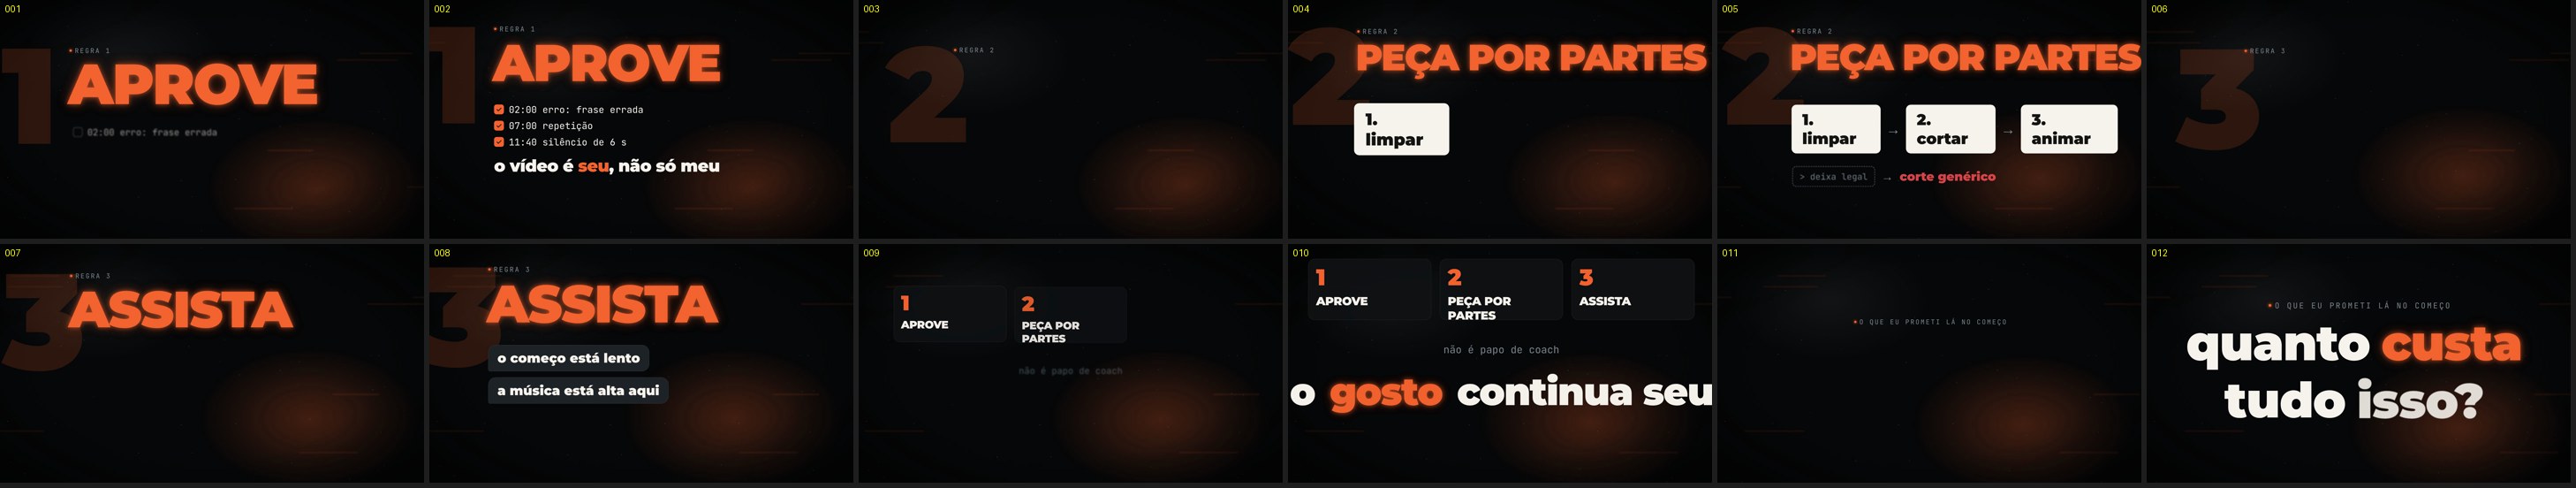 001
REGRA 1
1
APROVE
02:00 erro: frase errada
002
REGRA 1
1
APROVE
02:00 erro: frase errada
07:00 repetição
11:40 silêncio de 6 s
o vídeo é seu, não só meu
003
REGRA 2
2
004
REGRA 2
2
PEÇA POR PARTES
1.
limpar
005
REGRA 2
2
PEÇA POR PARTES
1.
limpar
→
2.
cortar
→
3.
animar
> deixa legal → corte genérico
006
REGRA 3
3
007
REGRA 3
3
ASSISTA
008
REGRA 3
3
ASSISTA
o começo está lento
a música está alta aqui
009
1
APROVE
2
PEÇA POR
PARTES
não é papo de coach
010
1
APROVE
2
PEÇA POR
PARTES
3
ASSISTA
não é papo de coach
o gosto continua seu
011
O QUE EU PROMETI LÁ NO COMEÇO
012
O QUE EU PROMETI LÁ NO COMEÇO
quanto custa
tudo isso?